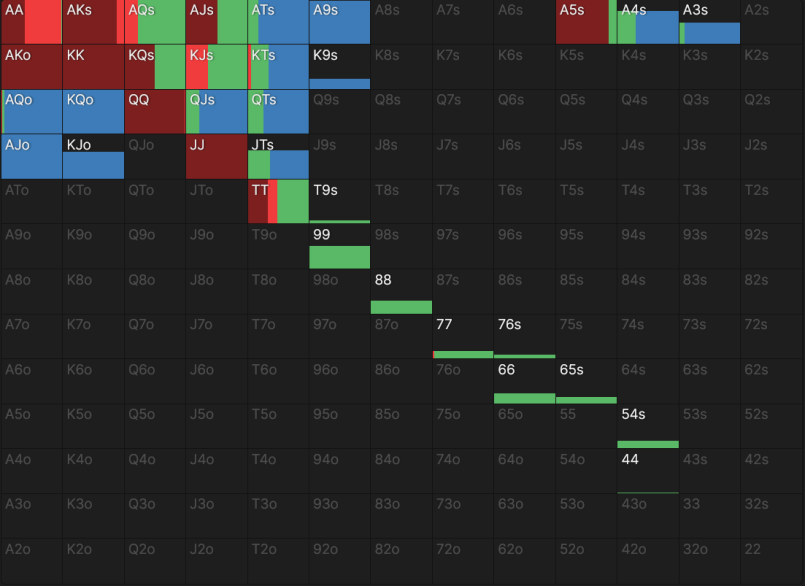 AA AKs AQs AJs ATs A9s A8s A7s A6s A5s A4s A3s A2s
AKo KK KQs KJs KTs K9s K8s K7s K6s K5s K4s K3s K2s
AQo KQo QQ QJs QTs Q9s Q8s Q7s Q6s Q5s Q4s Q3s Q2s
AJo KJo QJo JJ JTs J9s J8s J7s J6s J5s J4s J3s J2s
ATo KTo QTo JTo TT T9s T8s T7s T6s T5s T4s T3s T2s
A9o K9o Q9o J9o T9o 99 98s 97s 96s 95s 94s 93s 92s
A8o K8o Q8o J8o T8o 98o 88 87s 86s 85s 84s 83s 82s
A7o K7o Q7o J7o T7o 97o 87o 77 76s 75s 74s 73s 72s
A6o K6o Q6o J6o T6o 96o 86o 76o 66 65s 64s 63s 62s
A5o K5o Q5o J5o T5o 95o 85o 75o 65o 55 54s 53s 52s
A4o K4o Q4o J4o T4o 94o 84o 74o 64o 54o 44 43s 42s
A3o K3o Q3o J3o T3o 93o 83o 73o 63o 53o 43o 33 32s
A2o K2o Q2o J2o T2o 92o 82o 72o 62o 52o 42o 32o 22